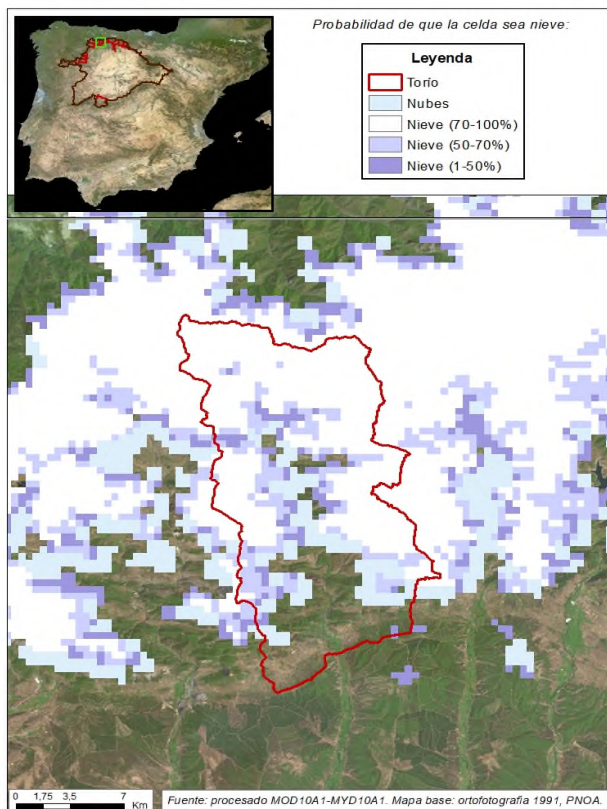 Probabilidad de que la celda sea nieve:
Leyenda
Torío
Nubes
Nieve (70-100%)
Nieve (50-70%)
Nieve (1-50%)
0 1,75 3,5 7
Km
Fuente: procesado MOD10A1-MYD10A1. Mapa base: ortofotografia 1991, PNOA